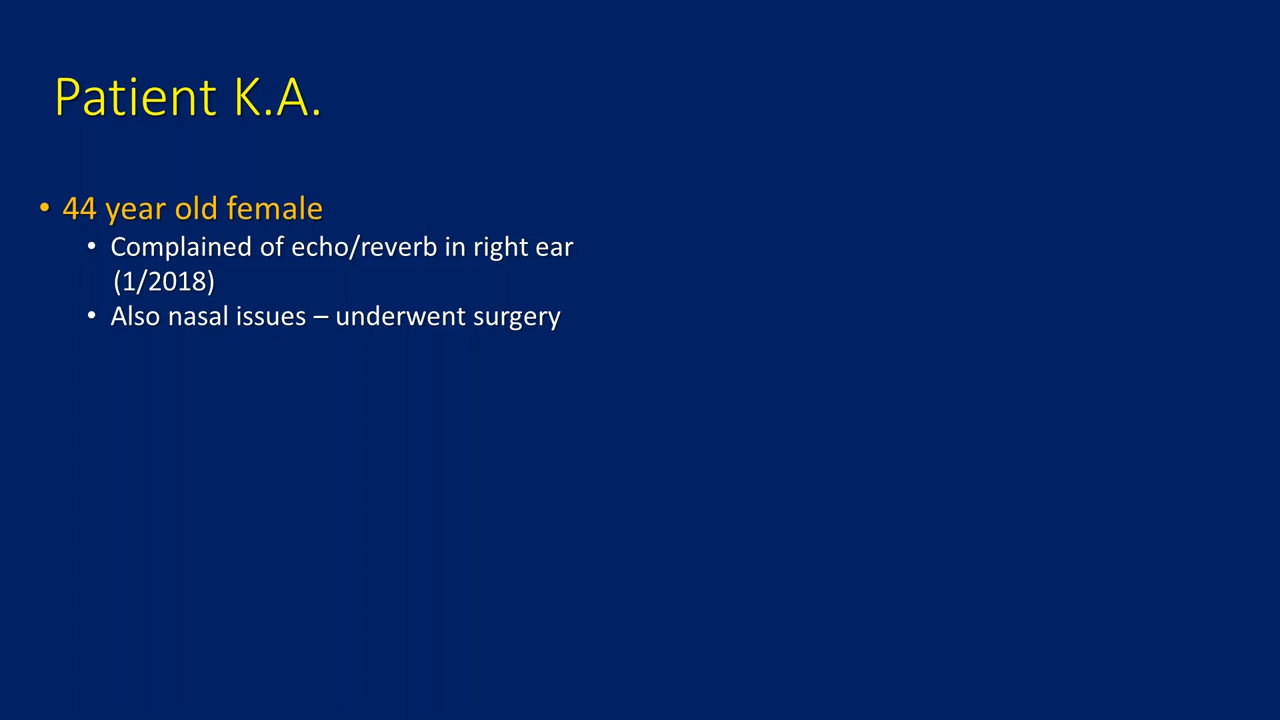 Patient K.A.
• 44 year old female
• Complained of echo/reverb in right ear
(1/2018)
• Also nasal issues – underwent surgery